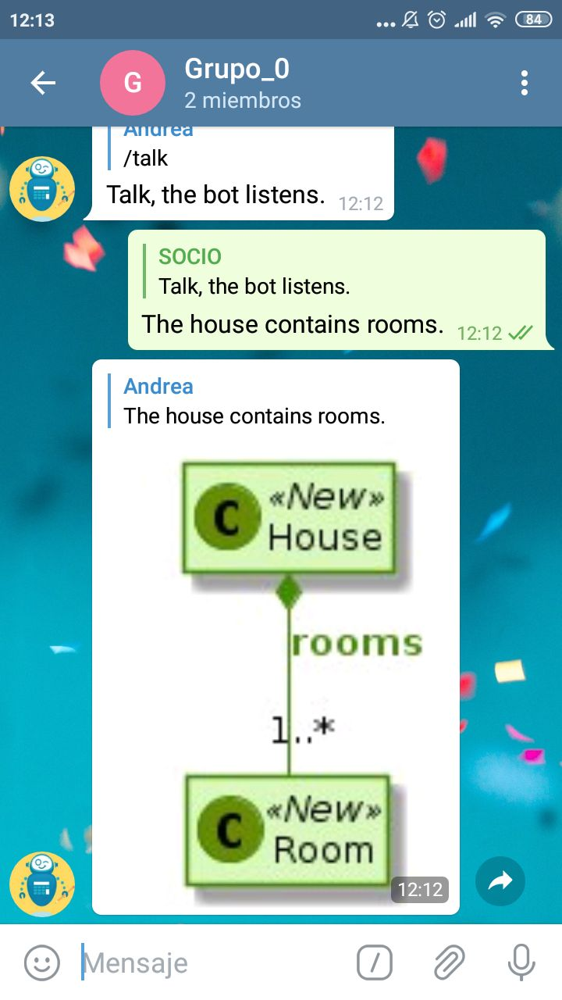 12:13
84
G
Grupo_0
2 miembros
Andrea
/talk
Talk, the bot listens.
12:12
SOCIO
Talk, the bot listens.
The house contains rooms.
12:12
Andrea
The house contains rooms.
C
«New»
House
rooms
1..*
C
«New»
Room
12:12
Mensaje